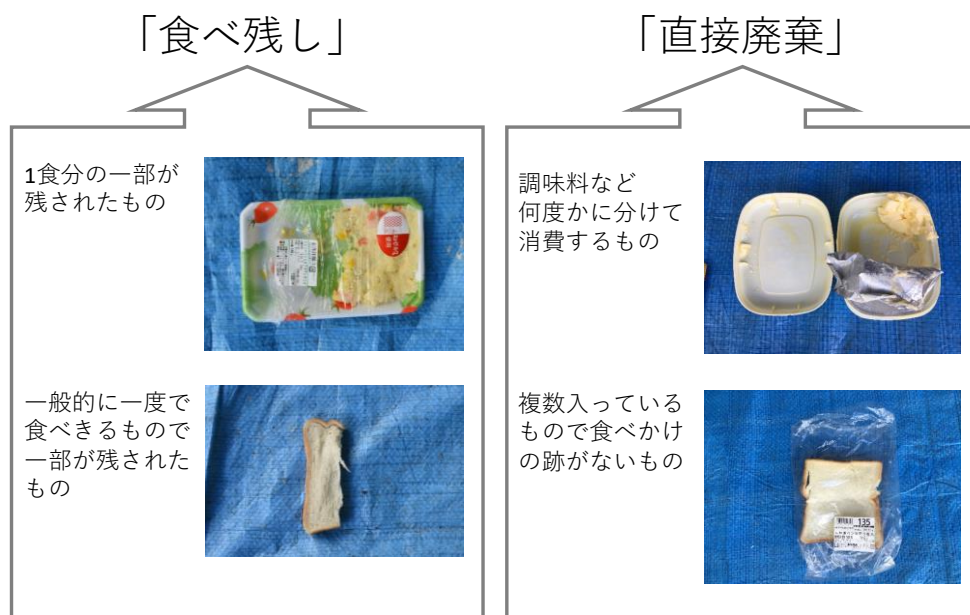 「食べ残し」
1食分の一部が
残されたもの
一般的に一度で
食べきるもので
一部が残された
もの
「直接廃棄」
調味料など
何度かに分けて
消費するもの
複数入っている
もので食べかけ
の跡がないもの
135